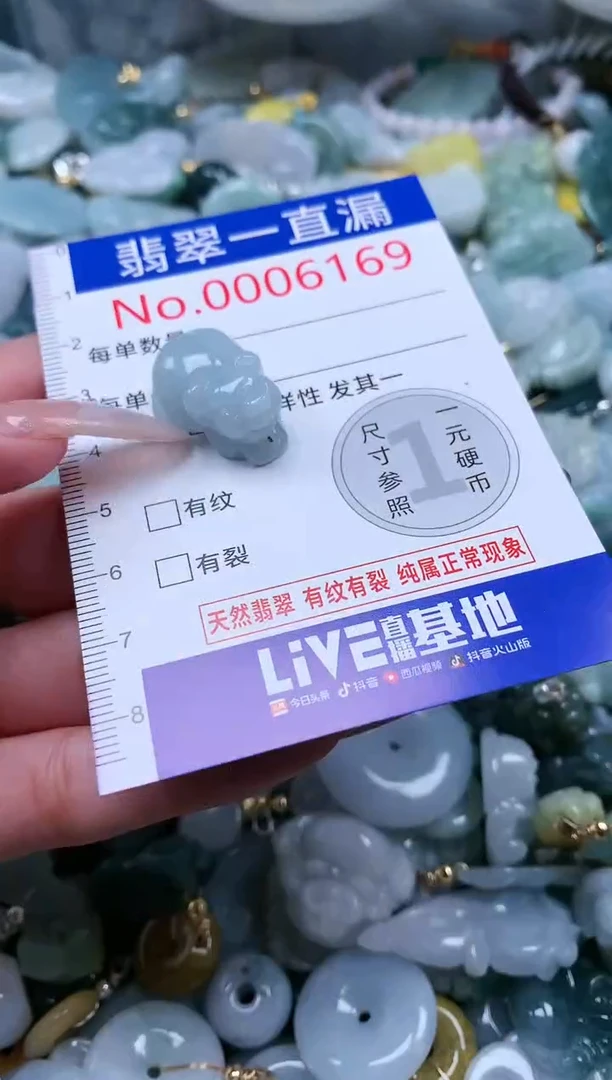 翡翠一直漏
No.0006169
每单数量
每单 样性 发其一
尺寸参照
1
一元硬币
有纹
有裂
天然翡翠 有纹有裂 纯属正常现象
LiVE直播基地
今日头条 抖音 西瓜视频 抖音火山版
0
1
2
3
4
5
6
7
8